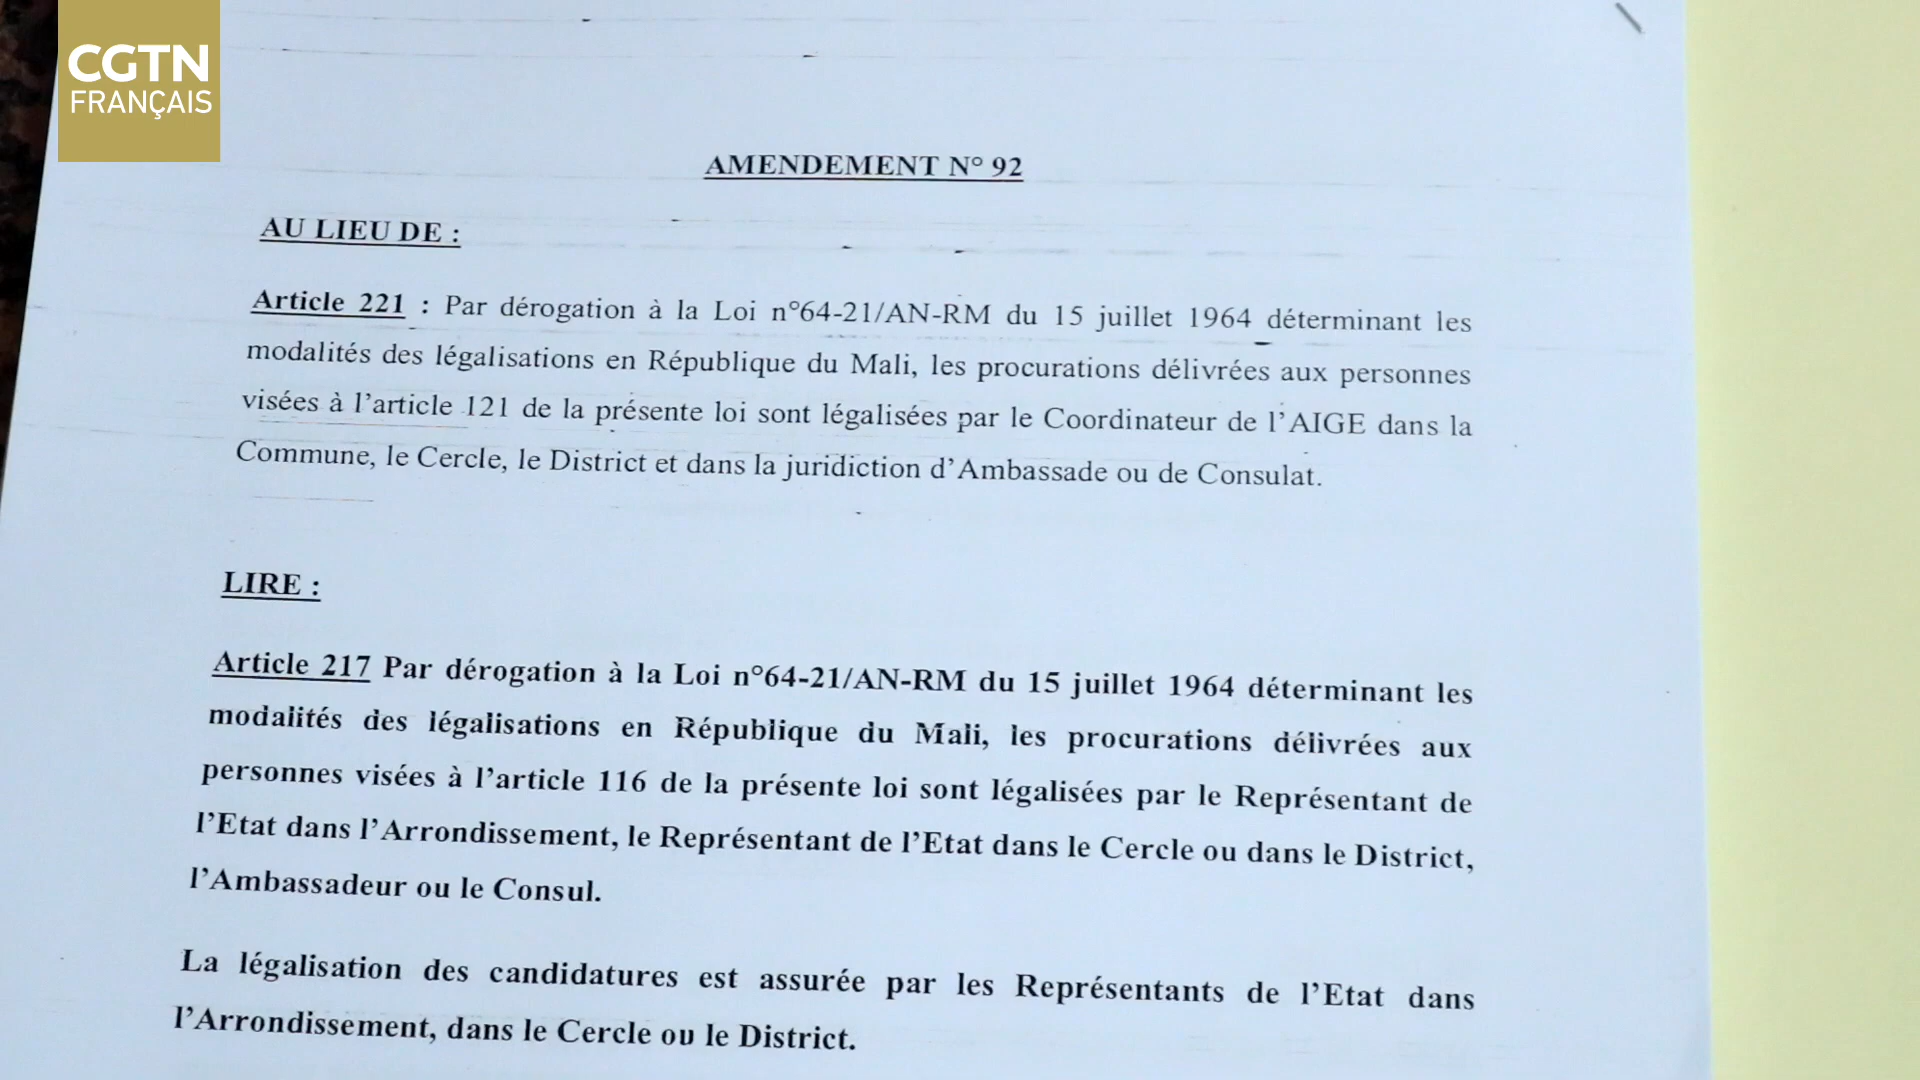 CGTN
FRANÇAIS
AMENDEMENT N° 92
AU LIEU DE :
Article 221 : Par dérogation à la Loi n°64-21/AN-RM du 15 juillet 1964 déterminant les
modalités des légalisations en République du Mali, les procurations délivrées aux personnes
visées à l'article 121 de la présente loi sont légalisées par le Coordinateur de l'AIGE dans la
Commune, le Cercle, le District et dans la juridiction d'Ambassade ou de Consulat.
LIRE :
Article 217 Par dérogation à la Loi n°64-21/AN-RM du 15 juillet 1964 déterminant les
modalités des légalisations en République du Mali, les procurations délivrées aux
personnes visées à l'article 116 de la présente loi sont légalisées par le Représentant de
l'Etat dans l'Arrondissement, le Représentant de l'Etat dans le Cercle ou dans le District,
l'Ambassadeur ou le Consul.
La légalisation des candidatures est assurée par les Représentants de l'Etat dans
l'Arrondissement, dans le Cercle ou le District.